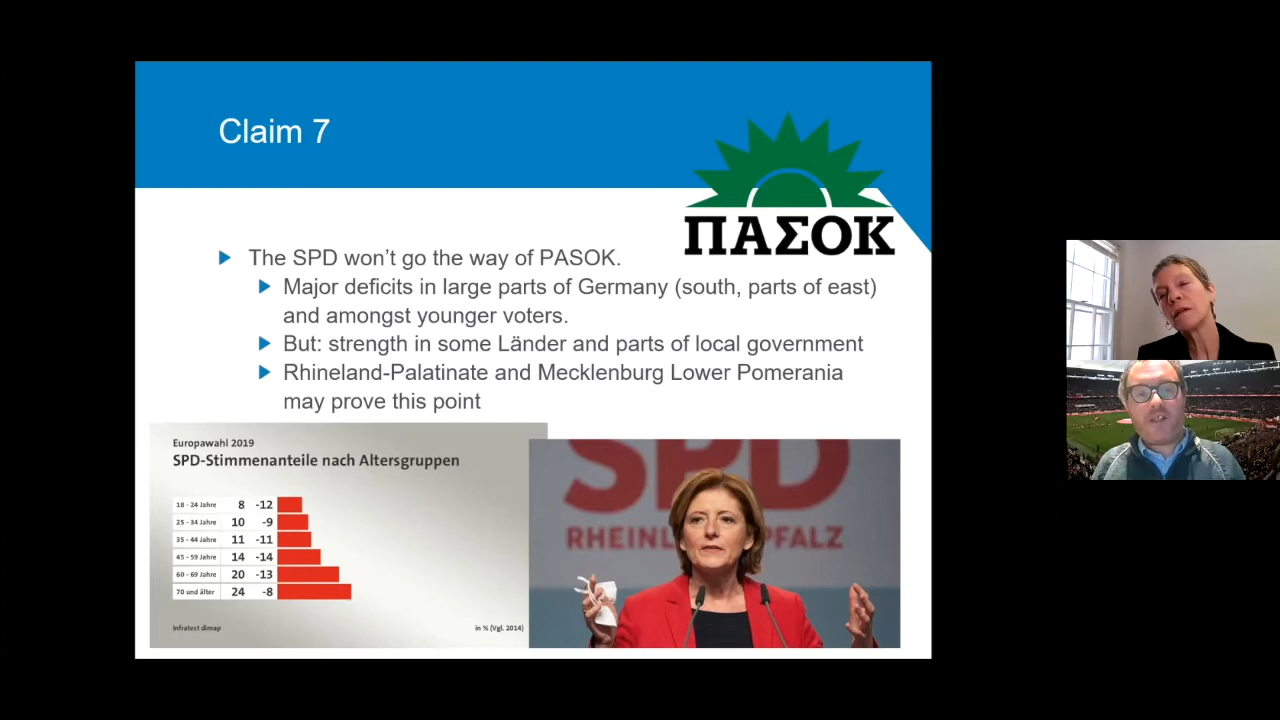 Claim 7
ΠΑΣΟΚ
The SPD won’t go the way of PASOK.
Major deficits in large parts of Germany (south, parts of east)
and amongst younger voters.
But: strength in some Länder and parts of local government
Rhineland-Palatinate and Mecklenburg Lower Pomerania
may prove this point
Europawahl 2019
SPD-Stimmenanteile nach Altersgruppen
18 - 24 Jahre 8 -12
25 - 34 Jahre 10 -9
35 - 44 Jahre 11 -11
45 - 59 Jahre 14 -14
60 - 69 Jahre 20 -13
70 und älter 24 -8
Infratest dimap
in % (Vgl. 2014)
SPD
RHEINL PFALZ